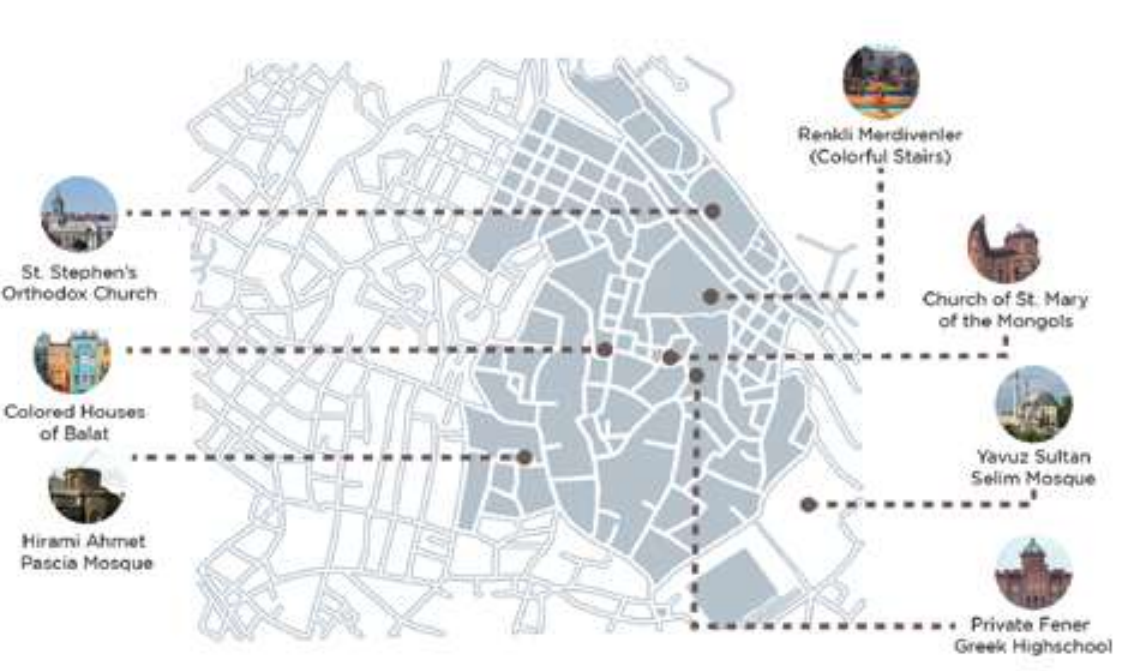 Renkli Merdivenler
(Colorful Stairs)
St. Stephen's
Orthodox Church
Church of St. Mary
of the Mongols
Colored Houses
of Balat
Yavuz Sultan
Selim Mosque
Hirami Ahmet
Pascia Mosque
Private Fener
Greek Highschool